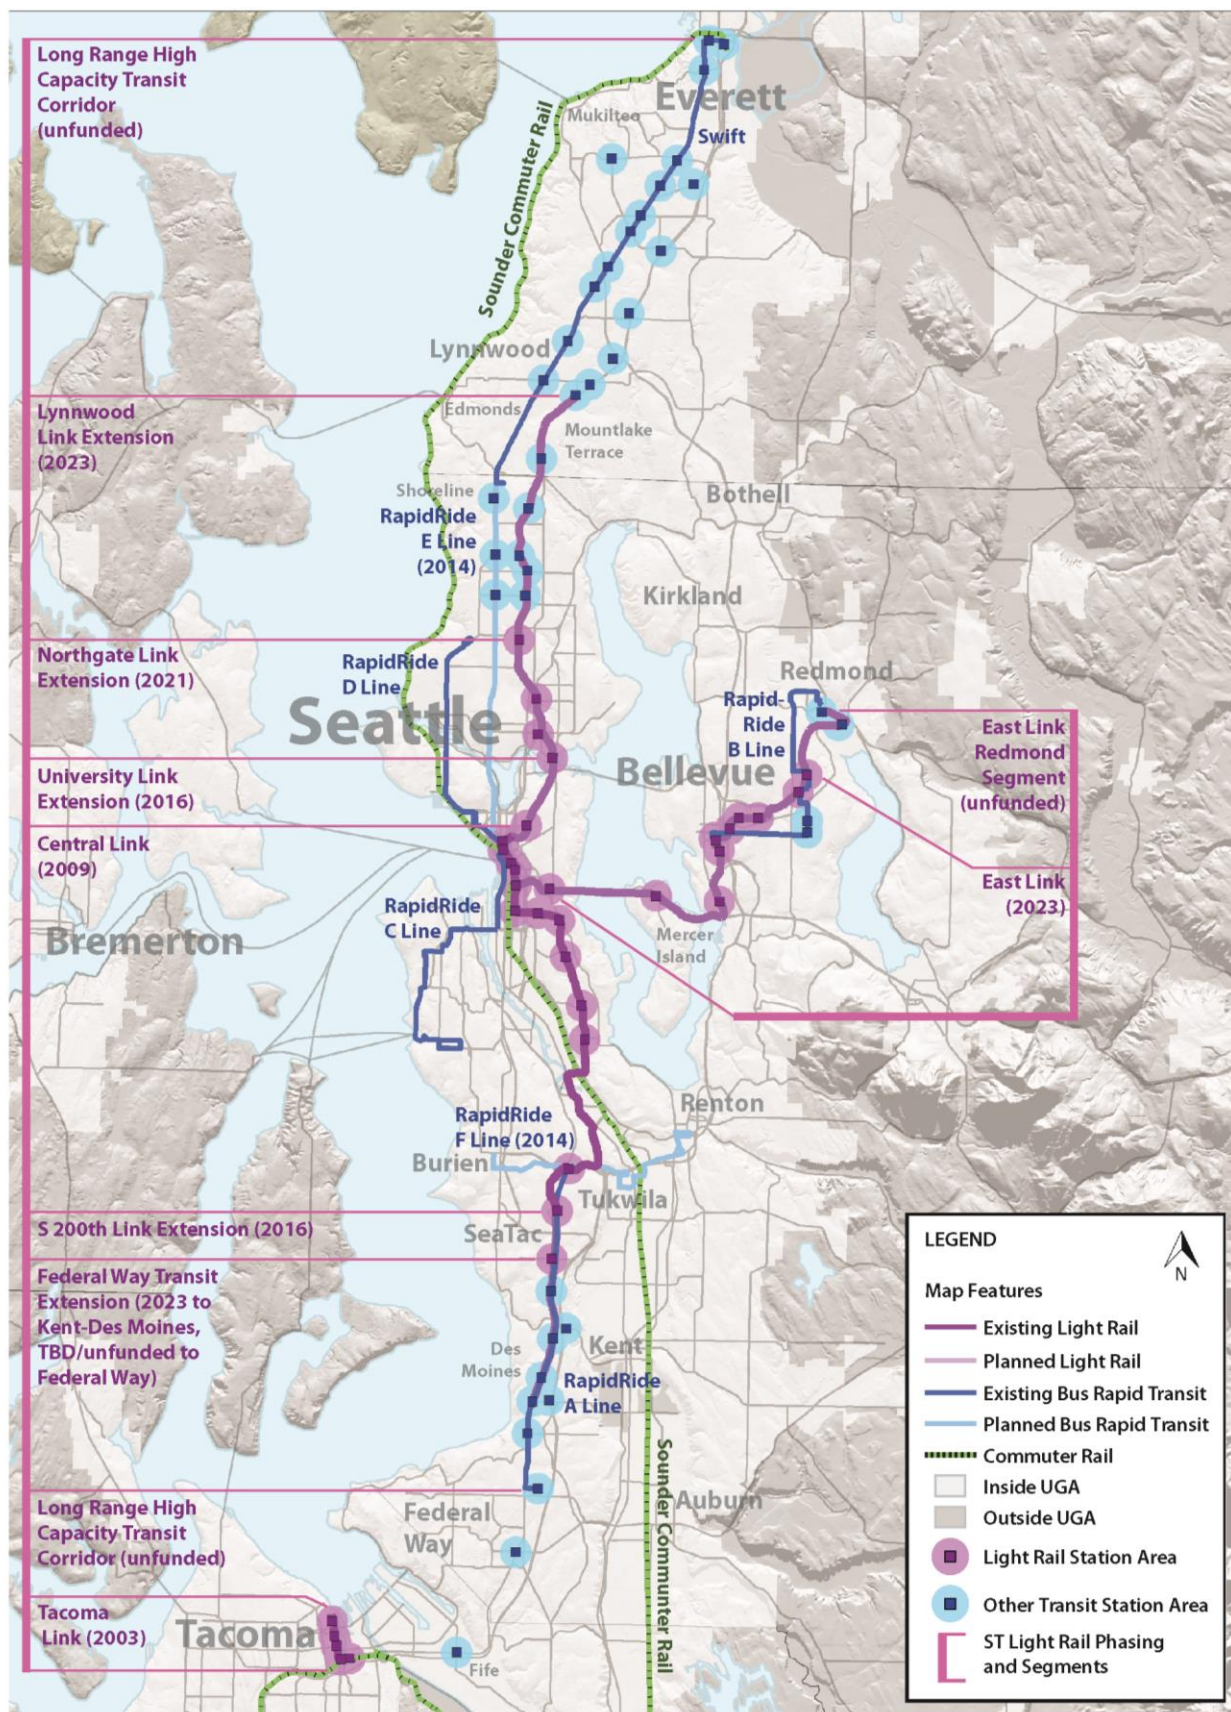 Long Range High
Capacity Transit
Corridor
(unfunded)
Lynnwood
Link Extension
(2023)
Northgate Link
Extension (2021)
University Link
Extension (2016)
Central Link
(2009)
S 200th Link Extension (2016)
Federal Way Transit
Extension (2023 to
Kent-Des Moines,
TBD/unfunded to
Federal Way)
Long Range High
Capacity Transit
Corridor (unfunded)
Tacoma
Link (2003)
Everett
Mukilteo
Swift
Sounder Commuter Rail
Lynnwood
Edmonds
Mountlake
Terrace
Shoreline
Bothell
RapidRide
E Line
(2014)
Kirkland
RapidRide
D Line
Redmond
Seattle
Rapid-
Ride
B Line
East Link
Redmond
Segment
(unfunded)
Bellevue
East Link
(2023)
RapidRide
C Line
Bremerton
Mercer
Island
Renton
RapidRide
F Line (2014)
Burien
Tukwila
SeaTac
Des
Moines
Kent
RapidRide
A Line
Sounder Communter Rail
Auburn
Federal
Way
Tacoma
Fife
LEGEND
N
Map Features
Existing Light Rail
Planned Light Rail
Existing Bus Rapid Transit
Planned Bus Rapid Transit
Commuter Rail
Inside UGA
Outside UGA
Light Rail Station Area
Other Transit Station Area
ST Light Rail Phasing
and Segments